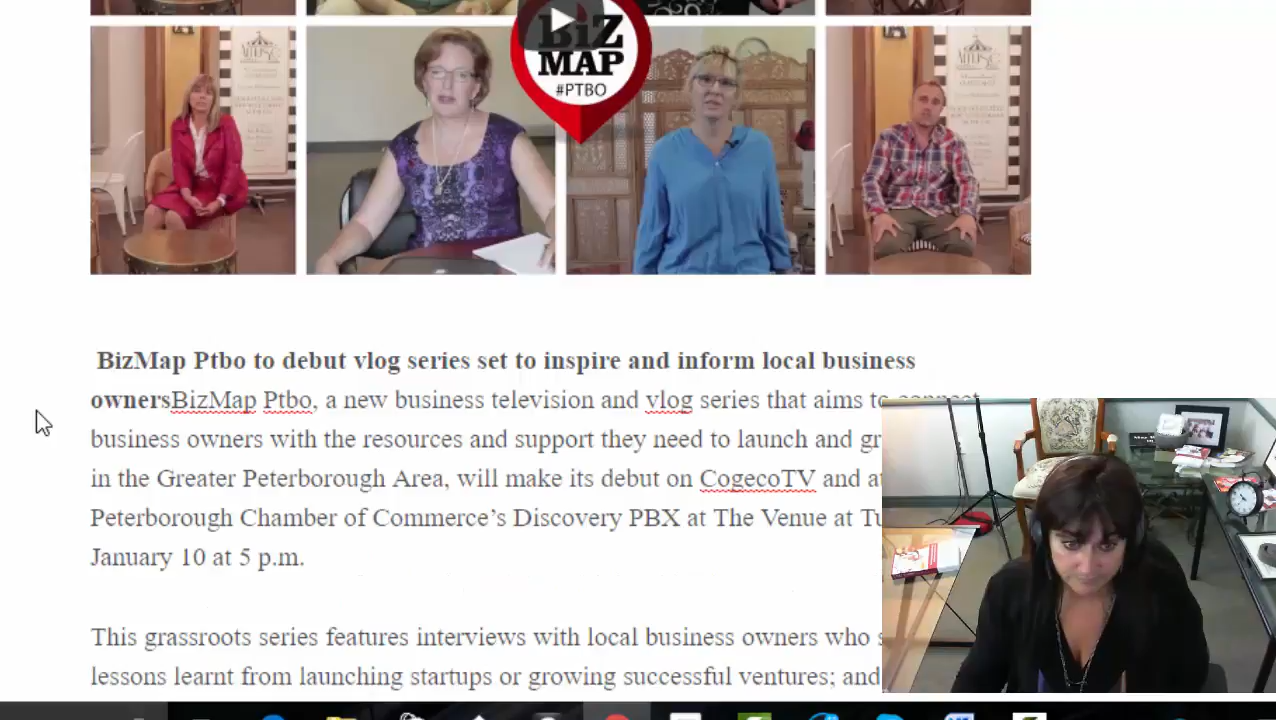 BiZ
MAP
#PTBO
BizMap Ptbo to debut vlog series set to inspire and inform local business
ownersBizMap Ptbo, a new business television and vlog series that aims to connect
business owners with the resources and support they need to launch and gr
in the Greater Peterborough Area, will make its debut on CogecoTV and at
Peterborough Chamber of Commerce’s Discovery PBX at The Venue at Tu
January 10 at 5 p.m.
This grassroots series features interviews with local business owners who s
lessons learnt from launching startups or growing successful ventures; and